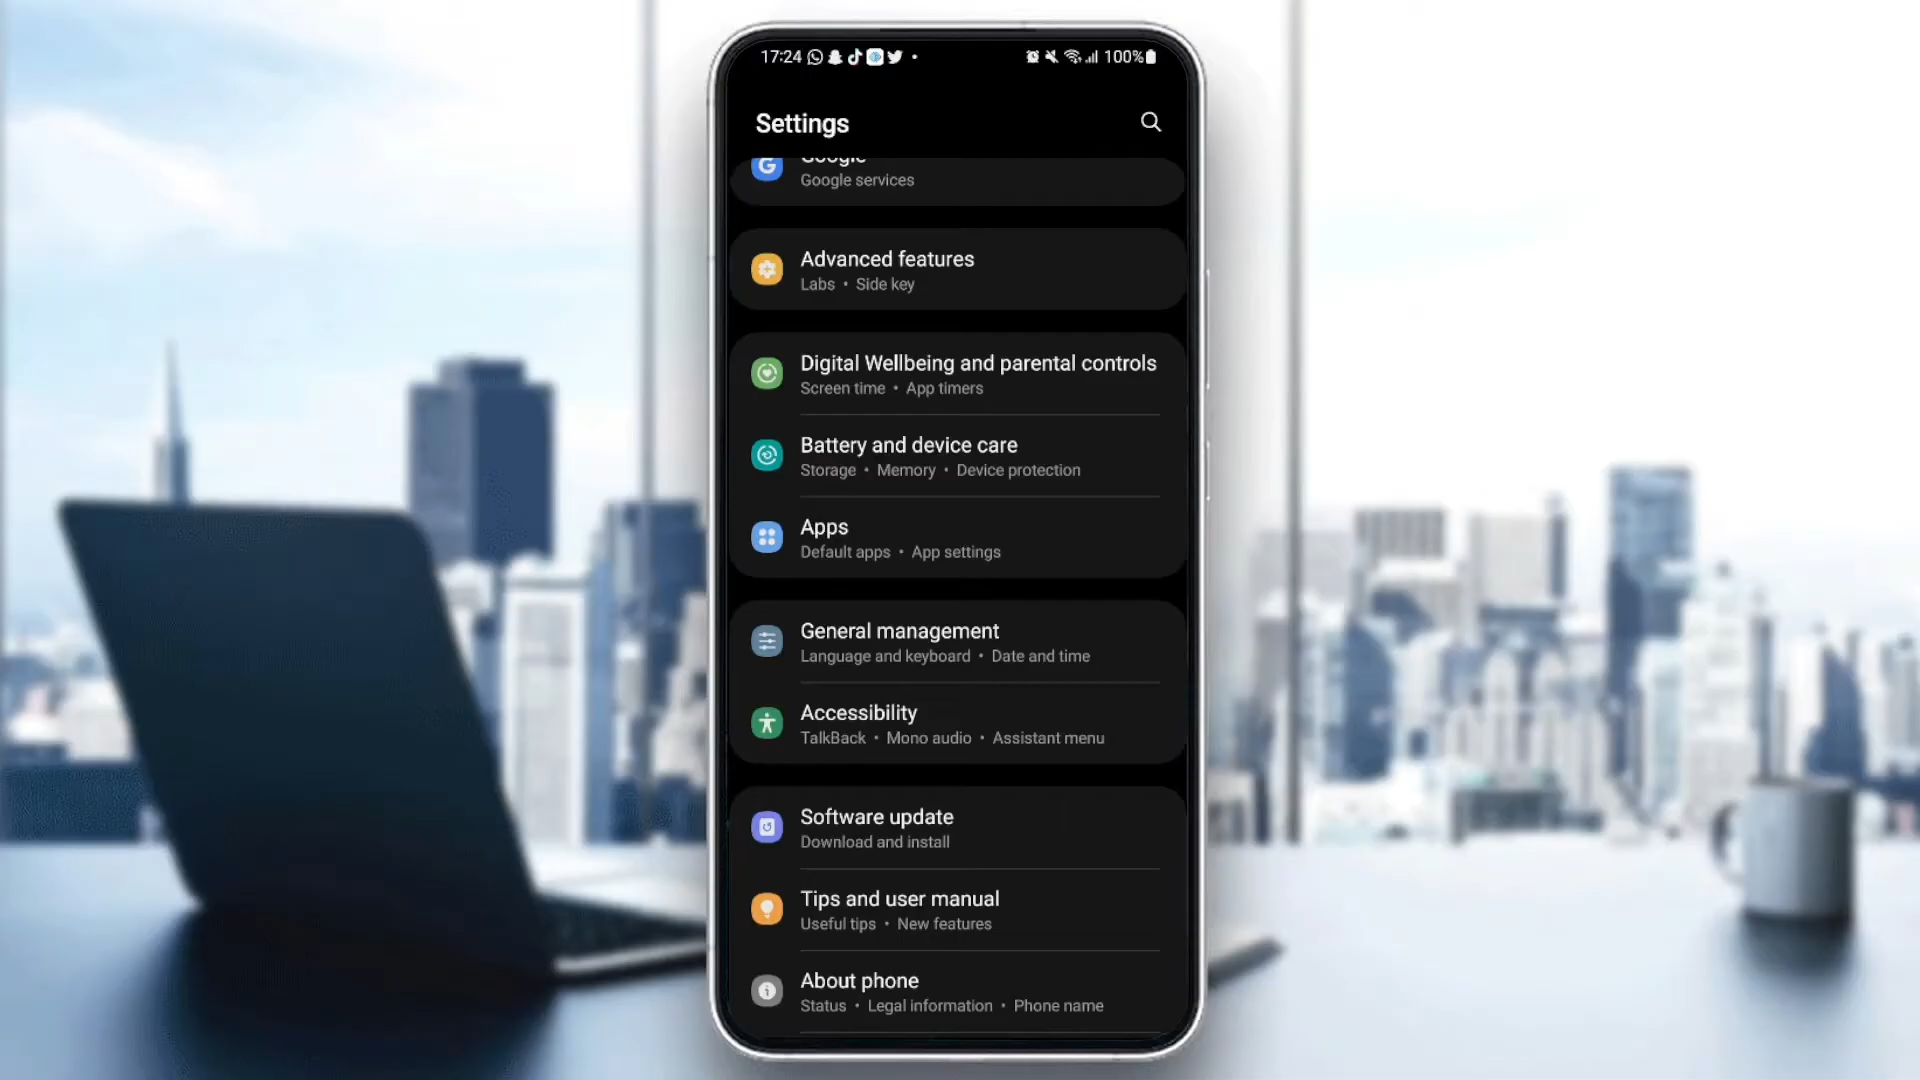 17:24 100%
Settings
Google
Google services
Advanced features
Labs • Side key
Digital Wellbeing and parental controls
Screen time • App timers
Battery and device care
Storage • Memory • Device protection
Apps
Default apps • App settings
General management
Language and keyboard • Date and time
Accessibility
TalkBack • Mono audio • Assistant menu
Software update
Download and install
Tips and user manual
Useful tips • New features
About phone
Status • Legal information • Phone name